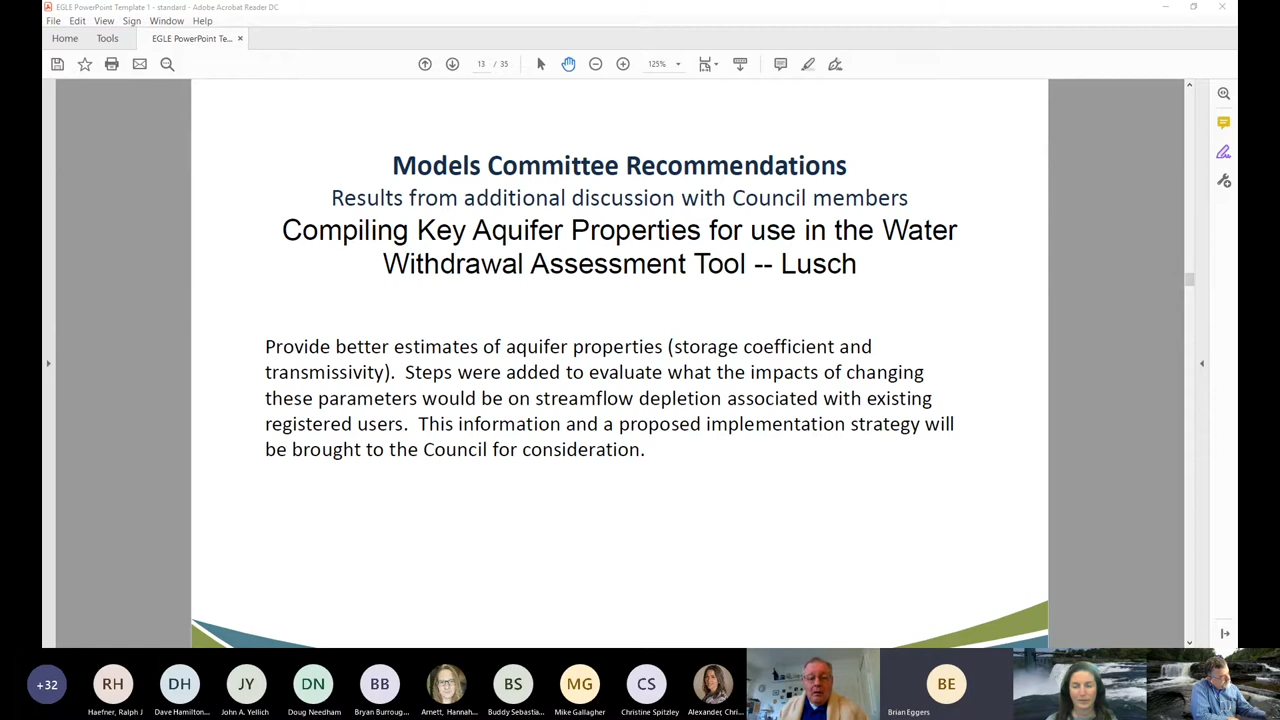 EGLE PowerPoint Template 1 - standard - Adobe Acrobat Reader DC
File Edit View Sign Window Help
Home Tools EGLE PowerPoint Te... ×
13 / 35 125%
Models Committee Recommendations
Results from additional discussion with Council members
Compiling Key Aquifer Properties for use in the Water
Withdrawal Assessment Tool -- Lusch
Provide better estimates of aquifer properties (storage coefficient and
transmissivity). Steps were added to evaluate what the impacts of changing
these parameters would be on streamflow depletion associated with existing
registered users. This information and a proposed implementation strategy will
be brought to the Council for consideration.
+32 RH DH JY DN BB BS MG CS BE
Haefner, Ralph J Dave Hamilton... John A. Yellich Doug Needham Bryan Burroug... Arnett, Hannah... Buddy Sebastia... Mike Gallagher Christine Spitzley Alexander, Chri... Brian Eggers